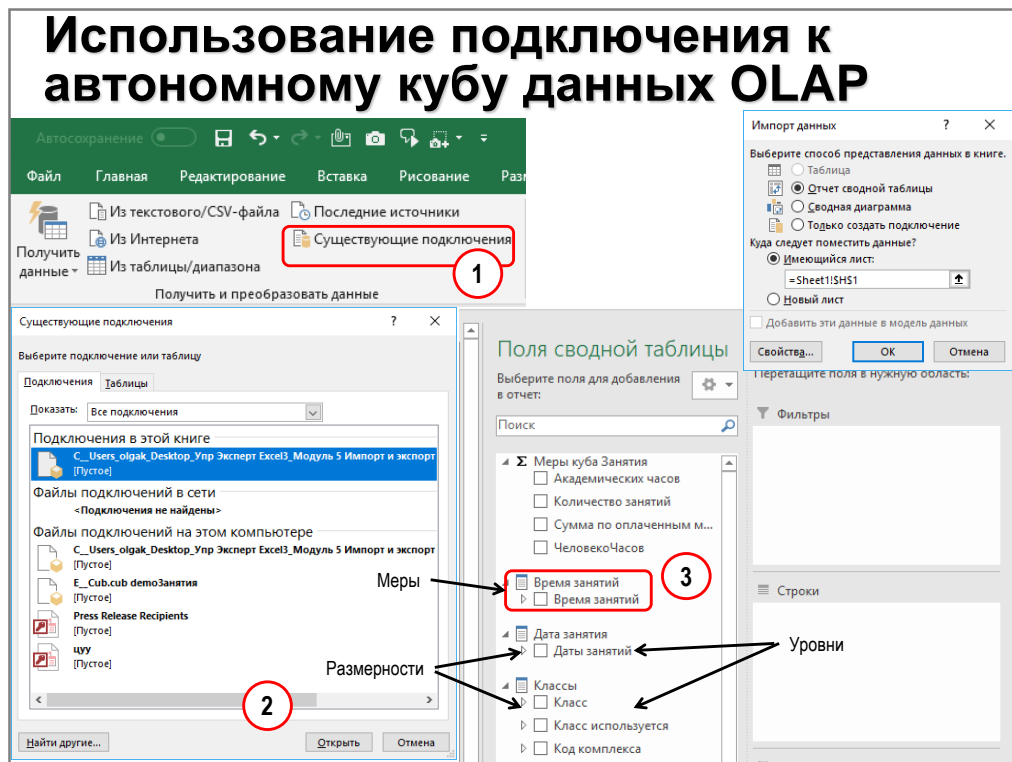 Использование подключения к
автономному кубу данных OLAP
Автосохранение
Файл Главная Редактирование Вставка Рисование Разм
Получить данные
Из текстового/CSV-файла
Из Интернета
Из таблицы/диапазона
Последние источники
Существующие подключения
1
Получить и преобразовать данные
Импорт данных ? ×
Выберите способ представления данных в книге.
Таблица
Отчет сводной таблицы
Сводная диаграмма
Только создать подключение
Куда следует поместить данные?
Имеющийся лист:
=Sheet1!$H$1
Новый лист
Добавить эти данные в модель данных
Свойства... ОК Отмена
Существующие подключения ? ×
Выберите подключение или таблицу
Подключения Таблицы
Показать: Все подключения
Подключения в этой книге
C__Users_olgak_Desktop_Упр Эксперт Excel3_Модуль 5 Импорт и экспорт
[Пустое]
Файлы подключений в сети
<Подключения не найдены>
Файлы подключений на этом компьютере
C__Users_olgak_Desktop_Упр Эксперт Excel3_Модуль 5 Импорт и экспорт
[Пустое]
E__Cub.cub demoЗанятия
[Пустое]
Press Release Recipients
[Пустое]
цуу
[Пустое]
2
Найти другие... Открыть Отмена
Меры
Размерности
Поля сводной таблицы
Выберите поля для добавления
в отчет:
Поиск
Σ Меры куба Занятия
Академических часов
Количество занятий
Сумма по оплаченным м...
ЧеловекоЧасов
Время занятий
Время занятий
3
Дата занятия
Даты занятий
Классы
Класс
Класс используется
Код комплекса
Уровни
Перетащите поля в нужную область:
Фильтры
Строки